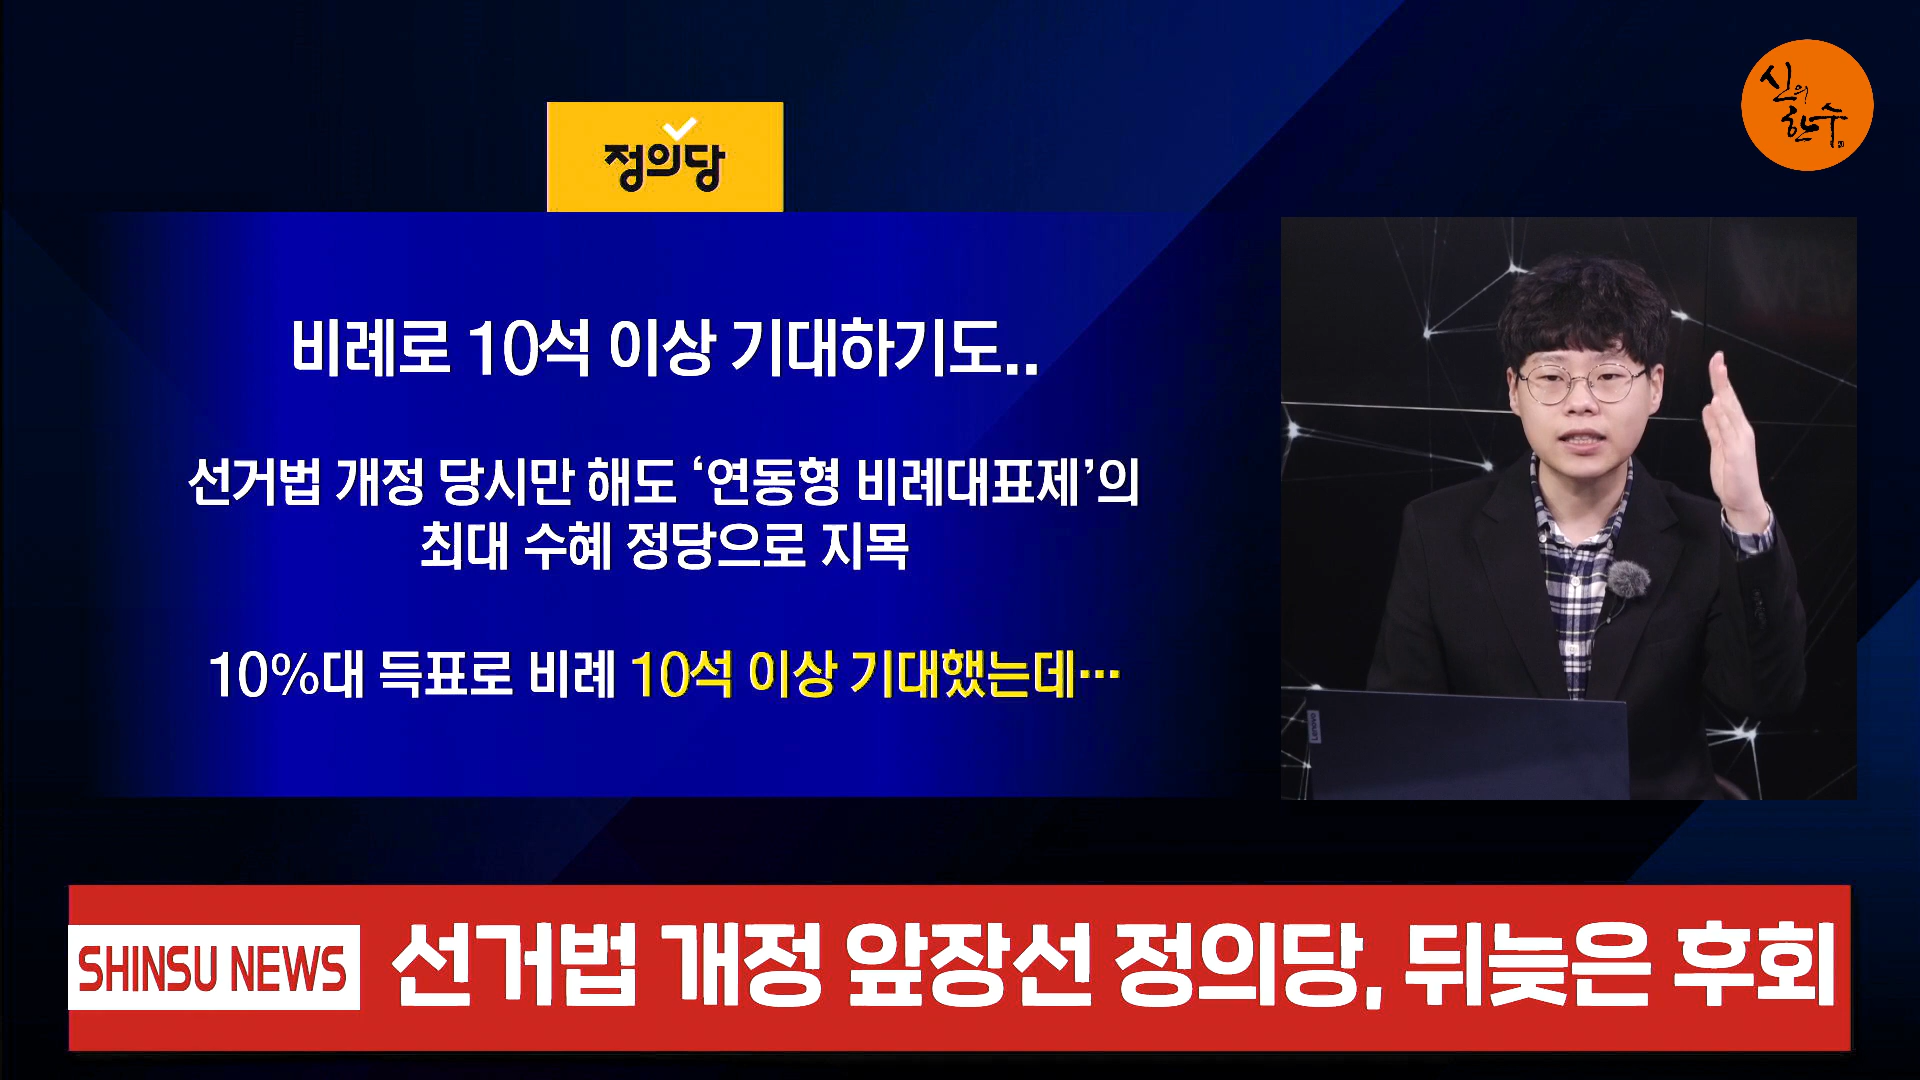 신의
한수
정의당
비례로 10석 이상 기대하기도..
선거법 개정 당시만 해도 ‘연동형 비례대표제’의
최대 수혜 정당으로 지목
10%대 득표로 비례 10석 이상 기대했는데…
Lenovo
SHINSU NEWS
선거법 개정 앞장선 정의당, 뒤늦은 후회